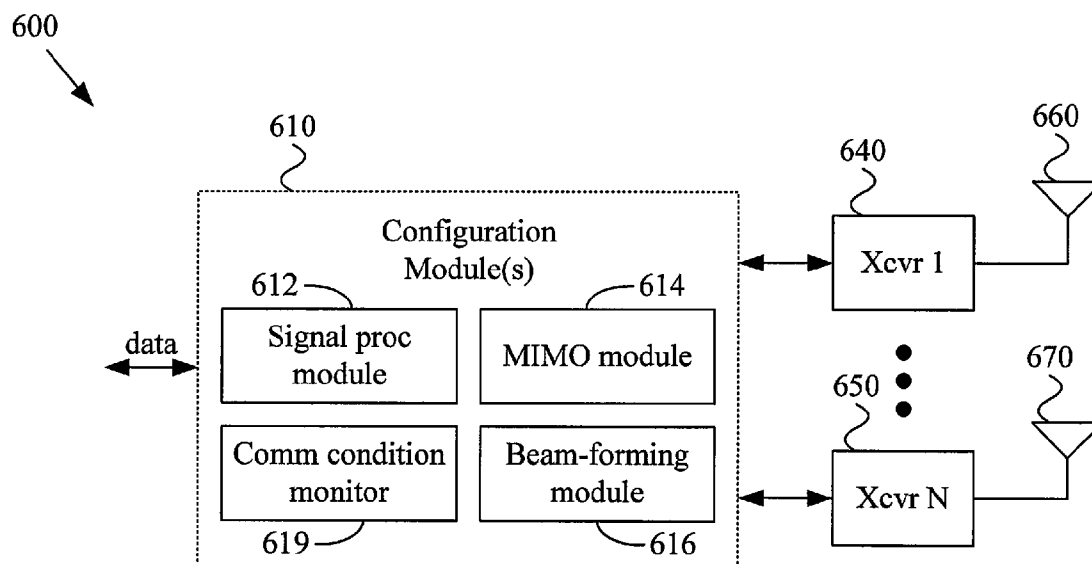 600
610
660
640
Configuration
Module(s)
Xcvr 1
612
614
data
Signal proc
module
MIMO module
670
650
Comm condition
monitor
Beam-forming
module
Xcvr N
619
616